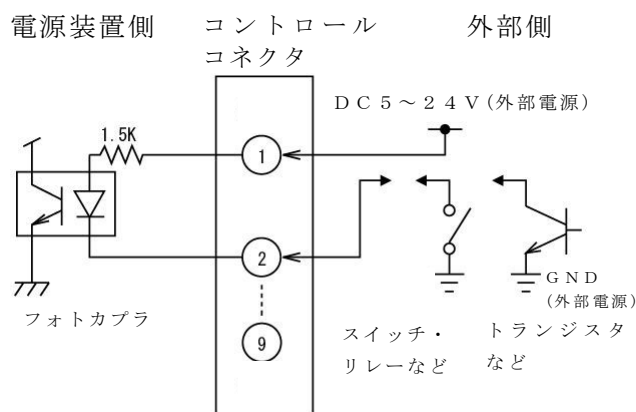 電源装置側
コントロール
コネクタ
外部側
DC5～24V(外部電源)
1.5K
1
2
9
フォトカプラ
スイッチ・
リレーなど
GND
(外部電源)
トランジスタ
など